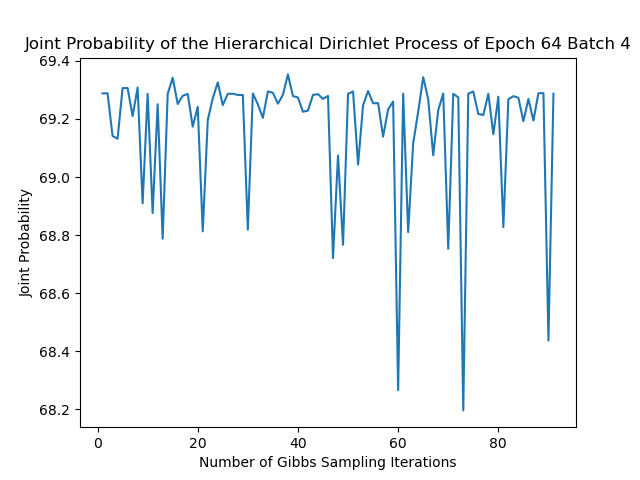 Joint Probability of the Hierarchical Dirichlet Process of Epoch 64 Batch 4
69.4
69.2
69.0
68.8
68.6
68.4
68.2
Joint Probability
0 20 40 60 80
Number of Gibbs Sampling Iterations